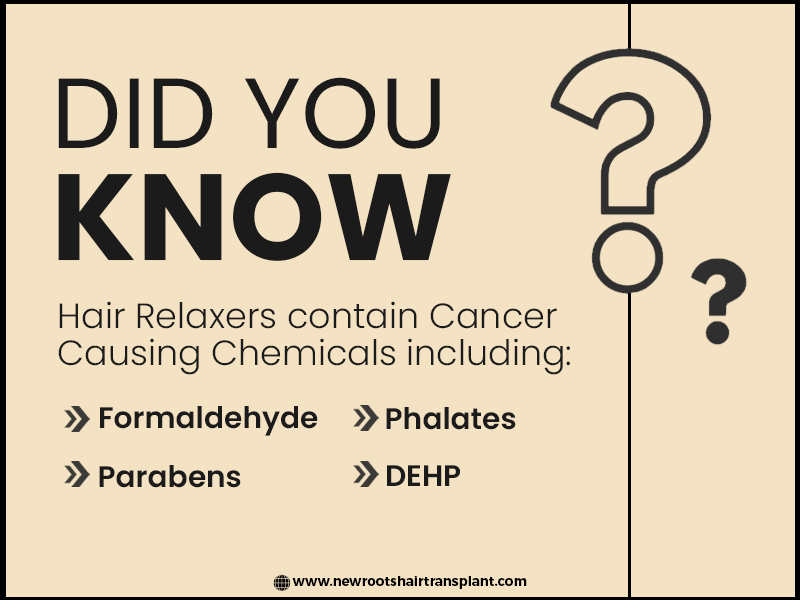 DID YOU
KNOW
Hair Relaxers contain Cancer
Causing Chemicals including:
Formaldehyde
Phalates
Parabens
DEHP
www.newrootshairtransplant.com